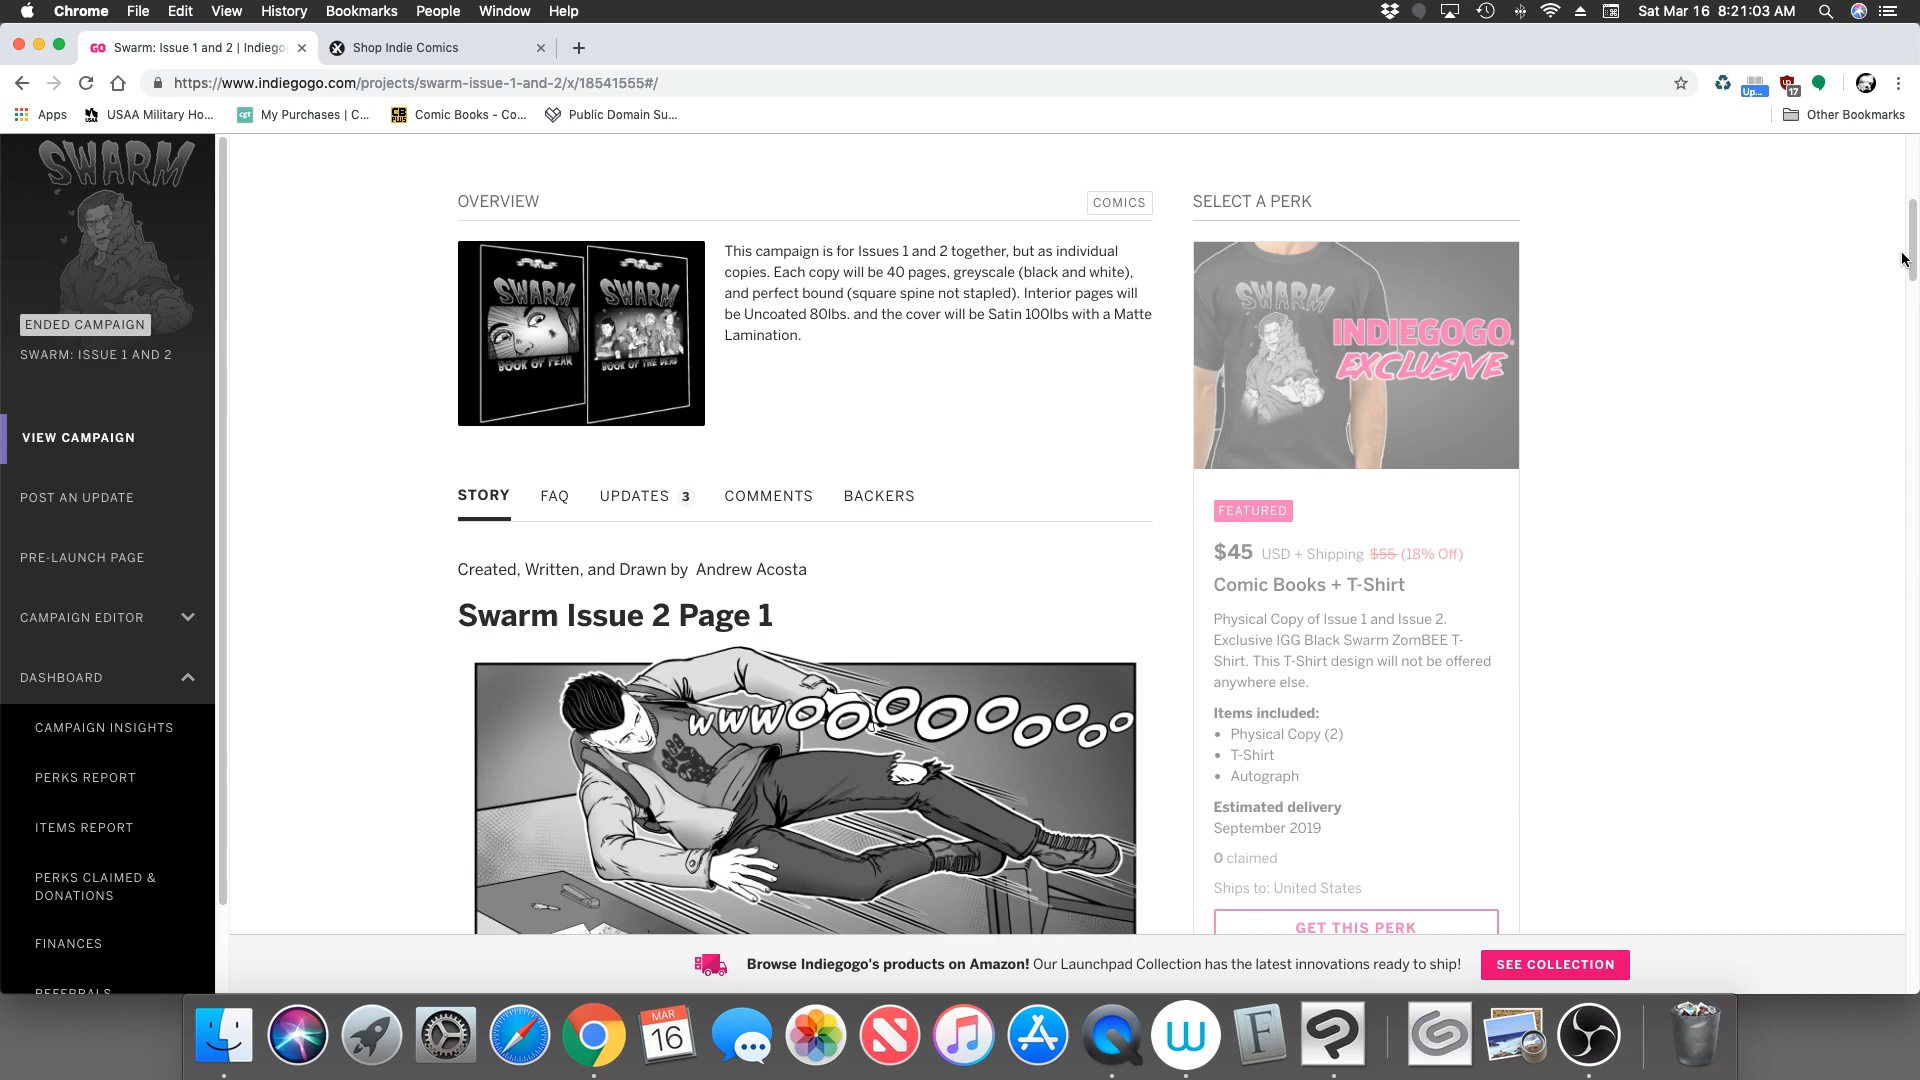 Chrome File Edit View History Bookmarks People Window Help
Sat Mar 16 8:21:03 AM
GO Swarm: Issue 1 and 2 | Indiego
X Shop Indie Comics
https://www.indiegogo.com/projects/swarm-issue-1-and-2/x/18541555#/
Up...
17
Apps
USAA Military Ho...
cgt My Purchases | C...
CB PLUS Comic Books - Co...
Public Domain Su...
Other Bookmarks
SWARM
ENDED CAMPAIGN
SWARM: ISSUE 1 AND 2
VIEW CAMPAIGN
POST AN UPDATE
PRE-LAUNCH PAGE
CAMPAIGN EDITOR
DASHBOARD
CAMPAIGN INSIGHTS
PERKS REPORT
ITEMS REPORT
PERKS CLAIMED &
DONATIONS
FINANCES
REFERRALS
OVERVIEW
COMICS
SWARM
BOOK OF FEAR
SWARM
BOOK OF THE DEAD
This campaign is for Issues 1 and 2 together, but as individual
copies. Each copy will be 40 pages, greyscale (black and white),
and perfect bound (square spine not stapled). Interior pages will
be Uncoated 80lbs. and the cover will be Satin 100lbs with a Matte
Lamination.
STORY FAQ UPDATES 3 COMMENTS BACKERS
Created, Written, and Drawn by Andrew Acosta
Swarm Issue 2 Page 1
WWWOOOOOOOO
SELECT A PERK
SWARM
INDIEGOGO
EXCLUSIVE
FEATURED
$45 USD + Shipping $55 (18% Off)
Comic Books + T-Shirt
Physical Copy of Issue 1 and Issue 2.
Exclusive IGG Black Swarm ZomBEE T-
Shirt. This T-Shirt design will not be offered
anywhere else.
Items included:
• Physical Copy (2)
• T-Shirt
• Autograph
Estimated delivery
September 2019
0 claimed
Ships to: United States
GET THIS PERK
Browse Indiegogo's products on Amazon! Our Launchpad Collection has the latest innovations ready to ship!
SEE COLLECTION
MAR
16
W
F